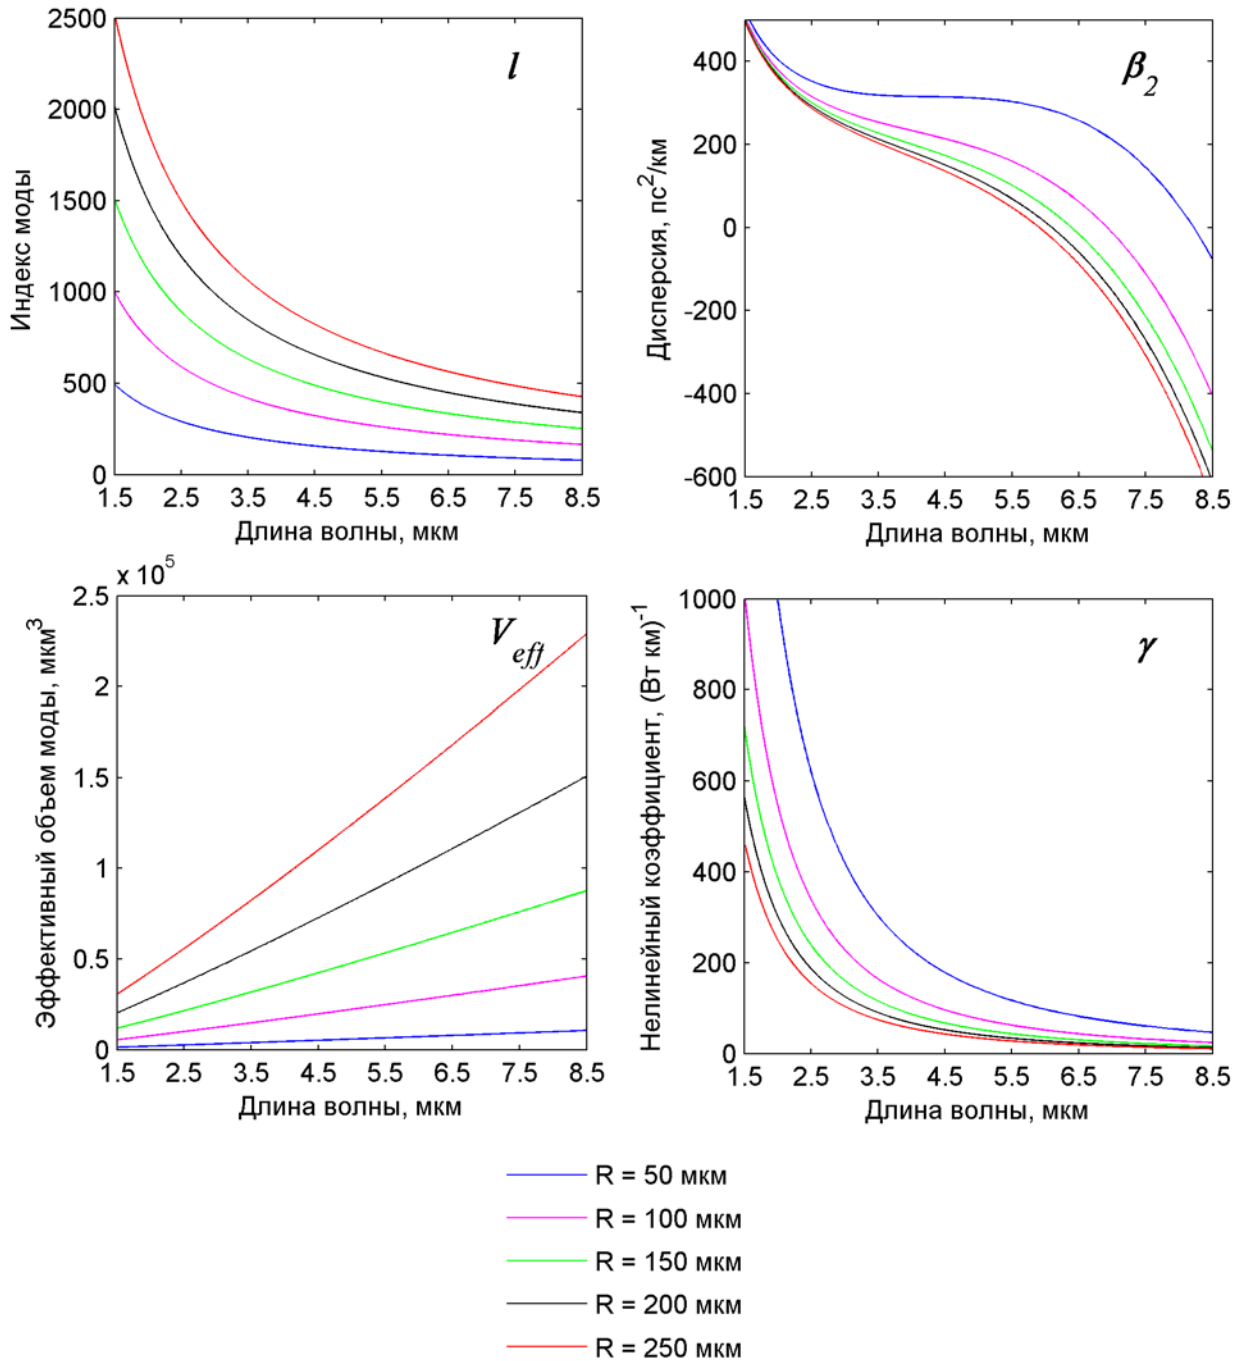 l
Индекс моды
2500
2000
1500
1000
500
0
1.5 2.5 3.5 4.5 5.5 6.5 7.5 8.5
Длина волны, мкм
β2
Дисперсия, пс²/км
400
200
0
-200
-400
-600
1.5 2.5 3.5 4.5 5.5 6.5 7.5 8.5
Длина волны, мкм
x 10⁵
Veff
Эффективный объем моды, мкм³
2.5
2
1.5
1
0.5
0
1.5 2.5 3.5 4.5 5.5 6.5 7.5 8.5
Длина волны, мкм
γ
Нелинейный коэффициент, (Вт км)⁻¹
1000
800
600
400
200
0
1.5 2.5 3.5 4.5 5.5 6.5 7.5 8.5
Длина волны, мкм
R = 50 мкм
R = 100 мкм
R = 150 мкм
R = 200 мкм
R = 250 мкм